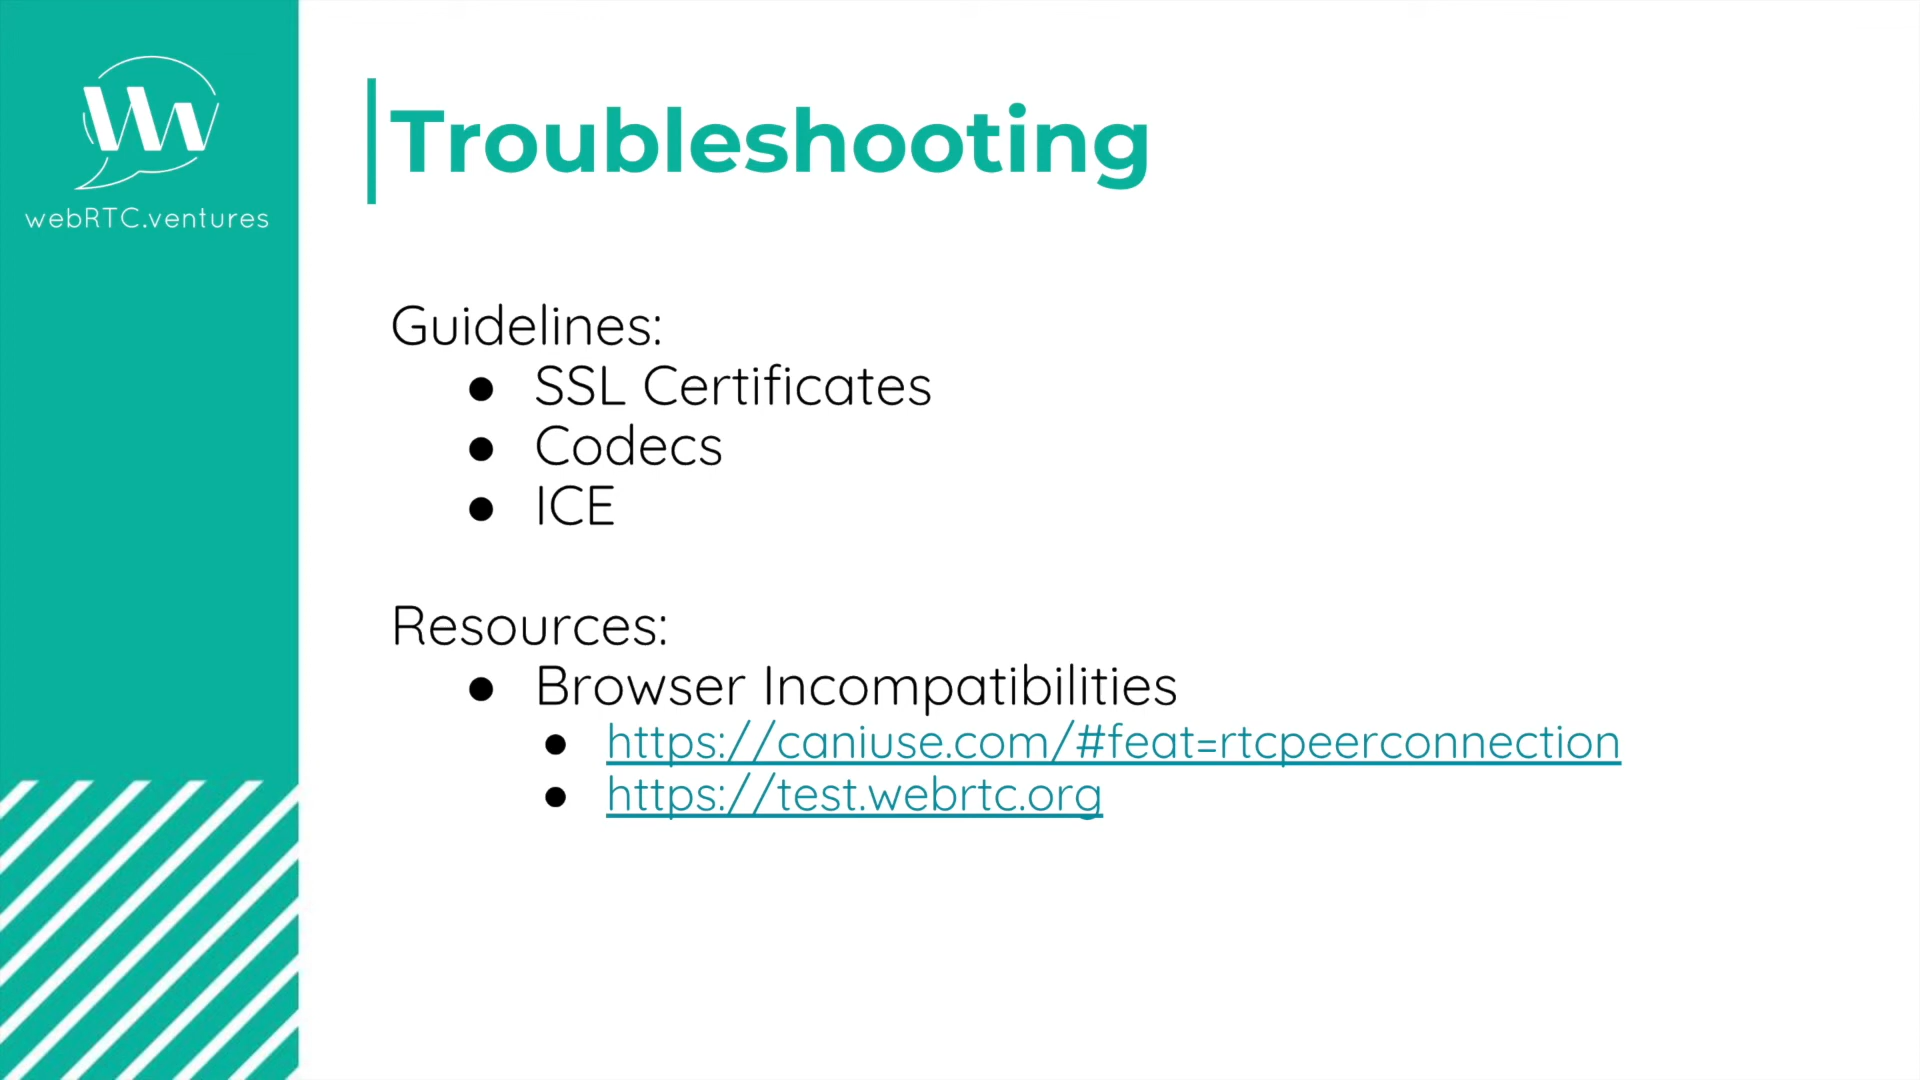 webRTC.ventures
Troubleshooting
Guidelines:
● SSL Certificates
● Codecs
● ICE
Resources:
● Browser Incompatibilities
● https://caniuse.com/#feat=rtcpeerconnection
● https://test.webrtc.org